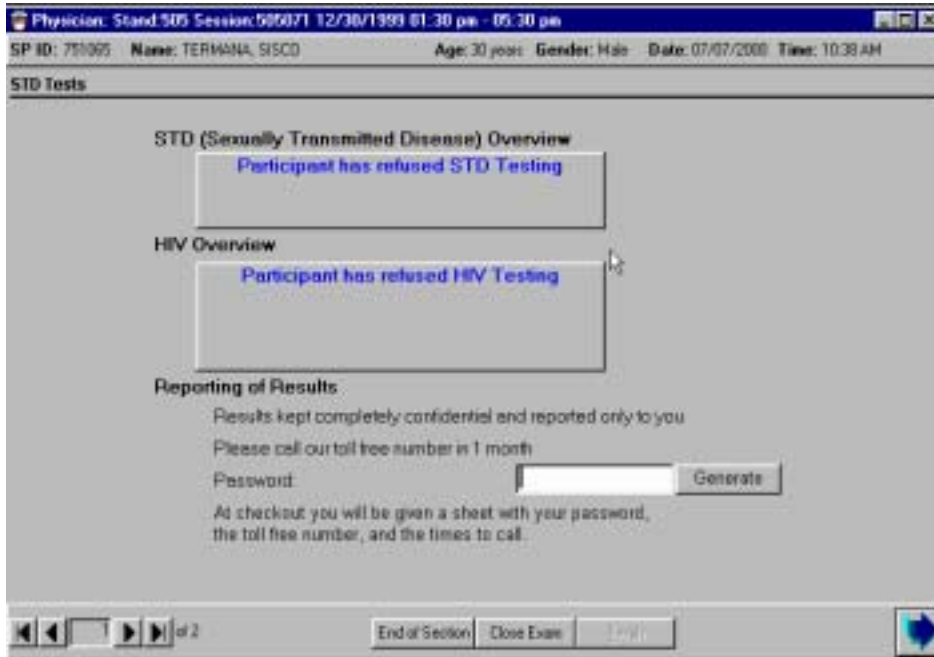 Physician: Stand:505 Session:505071 12/30/1999 01:30 pm - 05:30 pm
SP ID: 751065 Name: TERMANA, SISCO Age: 30 years Gender: Male Date: 07/07/2000 Time: 10:38 AM
STD Tests
STD (Sexually Transmitted Disease) Overview
Participant has refused STD Testing
HIV Overview
Participant has refused HIV Testing
Reporting of Results
Results kept completely confidential and reported only to you
Please call our toll free number in 1 month
Password: Generate
At checkout you will be given a sheet with your password,
the toll free number, and the times to call.
1 of 2 End of Section Close Exam